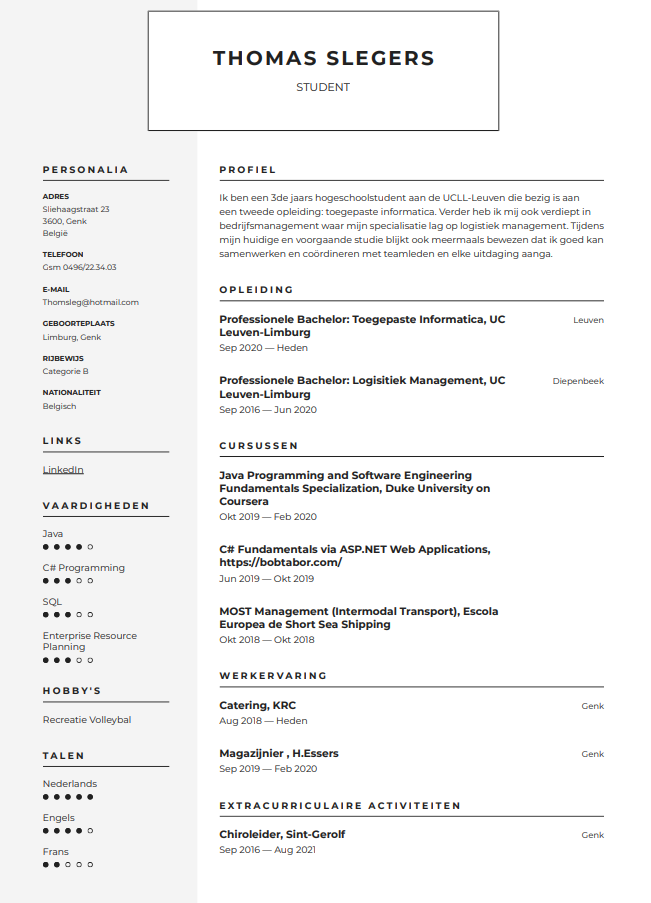 THOMAS SLEGERS
STUDENT
PERSONALIA
ADRES
Sliehaagstraat 23
3600, Genk
België
TELEFOON
Gsm 0496/22.34.03
E-MAIL
Thomsleg@hotmail.com
GEBOORTEPLAATS
Limburg, Genk
RIJBEWIJS
Categorie B
NATIONALITEIT
Belgisch
LINKS
LinkedIn
VAARDIGHEDEN
Java
C# Programming
SQL
Enterprise Resource
Planning
HOBBY'S
Recreatie Volleybal
TALEN
Nederlands
Engels
Frans
PROFIEL
Ik ben een 3de jaars hogeschoolstudent aan de UCLL-Leuven die bezig is aan
een tweede opleiding: toegepaste informatica. Verder heb ik mij ook verdiept in
bedrijfsmanagement waar mijn specialisatie lag op logistiek management. Tijdens
mijn huidige en voorgaande studie blijkt ook meermaals bewezen dat ik goed kan
samenwerken en coördineren met teamleden en elke uitdaging aanga.
OPLEIDING
Professionele Bachelor: Toegepaste Informatica, UC Leuven
Leuven-Limburg
Sep 2020 — Heden
Professionele Bachelor: Logisitiek Management, UC Diepenbeek
Leuven-Limburg
Sep 2016 — Jun 2020
CURSUSSEN
Java Programming and Software Engineering
Fundamentals Specialization, Duke University on
Coursera
Okt 2019 — Feb 2020
C# Fundamentals via ASP.NET Web Applications,
https://bobtabor.com/
Jun 2019 — Okt 2019
MOST Management (Intermodal Transport), Escola
Europea de Short Sea Shipping
Okt 2018 — Okt 2018
WERKERVARING
Catering, KRC Genk
Aug 2018 — Heden
Magazijnier , H.Essers Genk
Sep 2019 — Feb 2020
EXTRACURRICULAIRE ACTIVITEITEN
Chiroleider, Sint-Gerolf Genk
Sep 2016 — Aug 2021